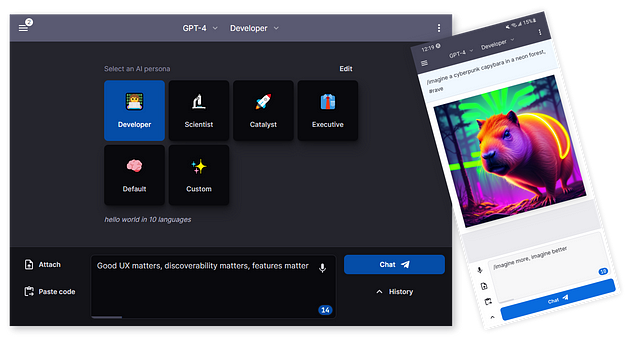 2
GPT-4 Developer
Select an AI persona Edit
Developer Scientist Catalyst Executive
Default Custom
hello world in 10 languages
Attach
Paste code
Good UX matters, discoverability matters, features matter
14
Chat
History
12:19 15%
GPT-4 Developer
/imagine a cyberpunk capybara in a neon forest,
#rave
/imagine more, imagine better
10
Chat